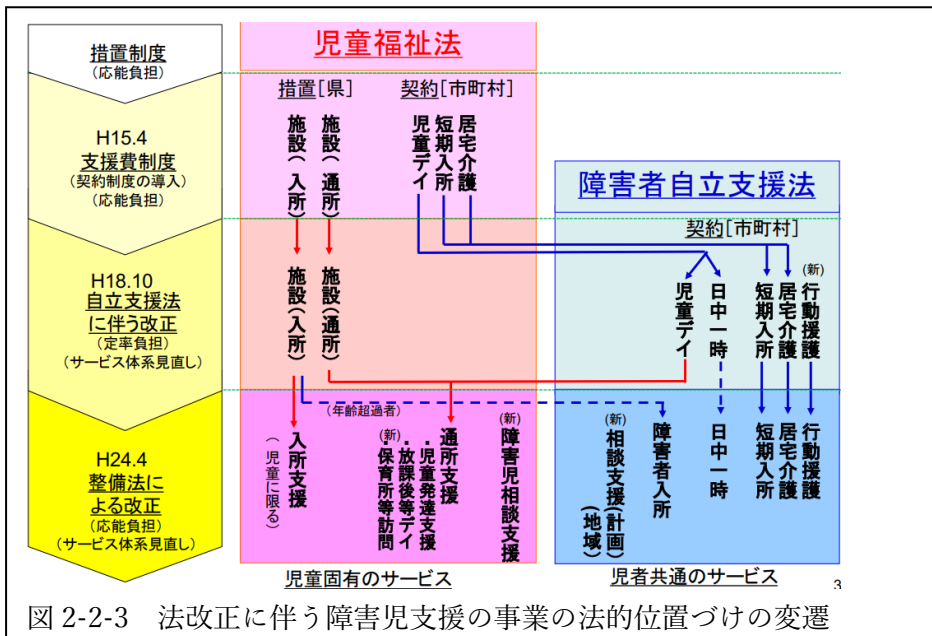 措置制度
(応能負担)
H15.4
支援費制度
(契約制度の導入)
(応能負担)
H18.10
自立支援法
に伴う改正
(定率負担)
(サービス体系見直し)
H24.4
整備法に
よる改正
(応能負担)
(サービス体系見直し)
児童福祉法
措置[県]
契約[市町村]
施設(入所)
施設(通所)
児童デイ
短期入所
居宅介護
障害者自立支援法
契約[市町村]
施設(入所)
施設(通所)
児童デイ
日中一時
短期入所
居宅介護
(新)行動援護
(年齢超過者)
入所支援
(児童に限る)
通所支援
・児童発達支援
・放課後等デイ
(新)・保育所等訪問
(新)障害児相談支援
(新)相談支援(計画)
(地域)
障害者入所
日中一時
短期入所
居宅介護
行動援護
児童固有のサービス
児者共通のサービス
3
図 2-2-3 法改正に伴う障害児支援の事業の法的位置づけの変遷